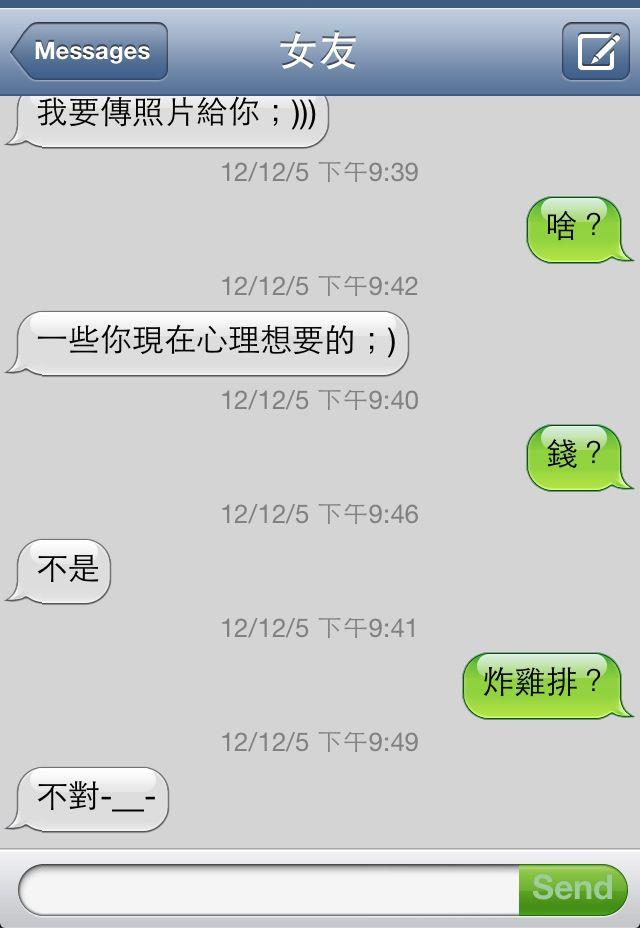 Messages
女友
我要傳照片給你；)))
12/12/5 下午9:39
啥？
12/12/5 下午9:42
一些你現在心理想要的；)
12/12/5 下午9:40
錢？
12/12/5 下午9:46
不是
12/12/5 下午9:41
炸雞排？
12/12/5 下午9:49
不對-__-
Send